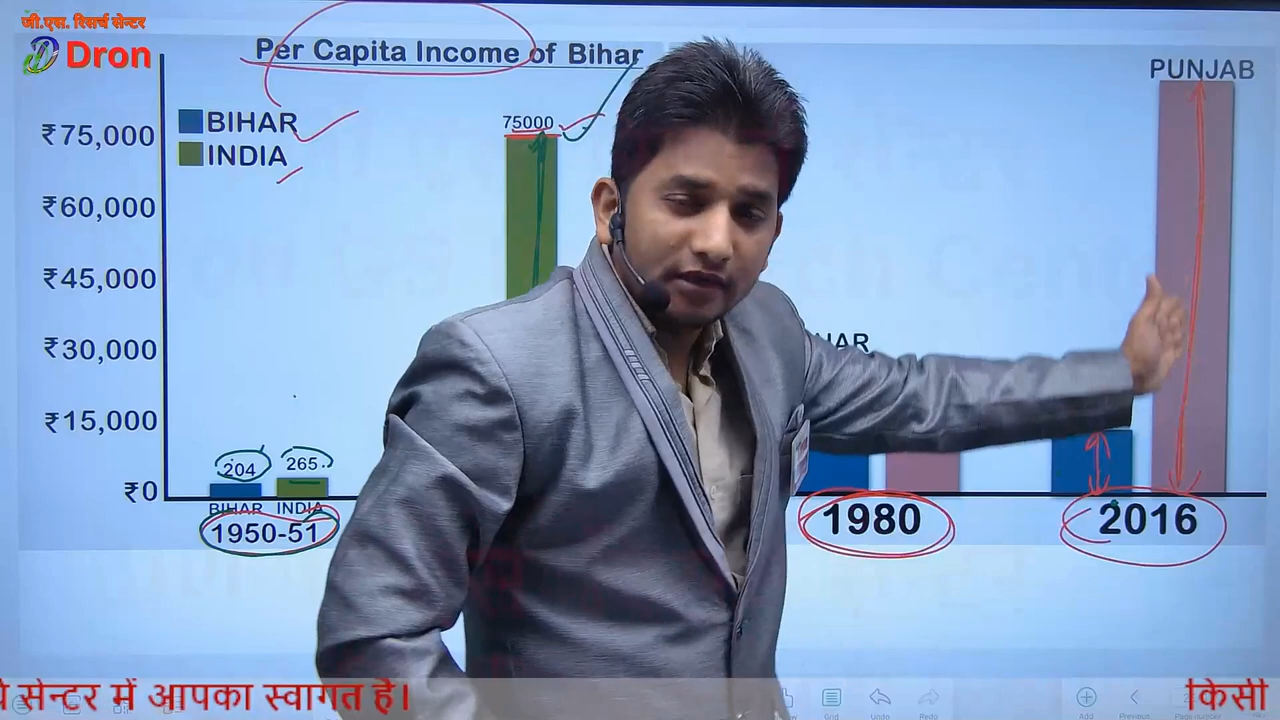 जी.एस. रिसर्च सेन्टर
Dron
Per Capita Income of Bihar
BIHAR
INDIA
₹75,000
₹60,000
₹45,000
₹30,000
₹15,000
₹0
204
265
BIHAR INDIA
1950-51
75000
1980
2016
PUNJAB
सेन्टर में आपका स्वागत है।
किसी
Grid
Undo
Redo
Add
Previous